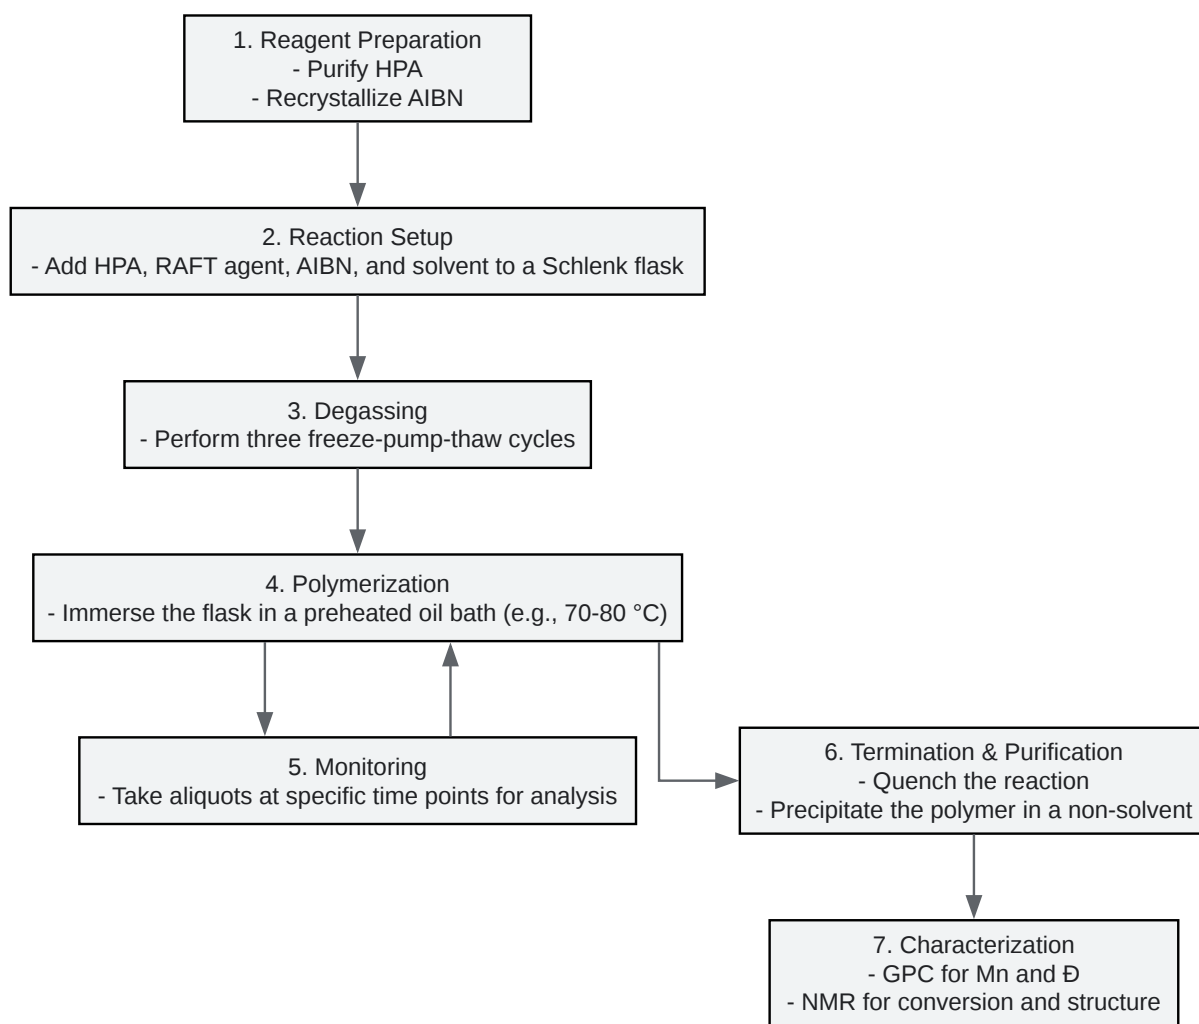 1. Reagent Preparation
- Purify HPA
- Recrystallize AIBN
2. Reaction Setup
- Add HPA, RAFT agent, AIBN, and solvent to a Schlenk flask
3. Degassing
- Perform three freeze-pump-thaw cycles
4. Polymerization
- Immerse the flask in a preheated oil bath (e.g., 70-80 °C)
5. Monitoring
- Take aliquots at specific time points for analysis
6. Termination & Purification
- Quench the reaction
- Precipitate the polymer in a non-solvent
7. Characterization
- GPC for Mn and Đ
- NMR for conversion and structure